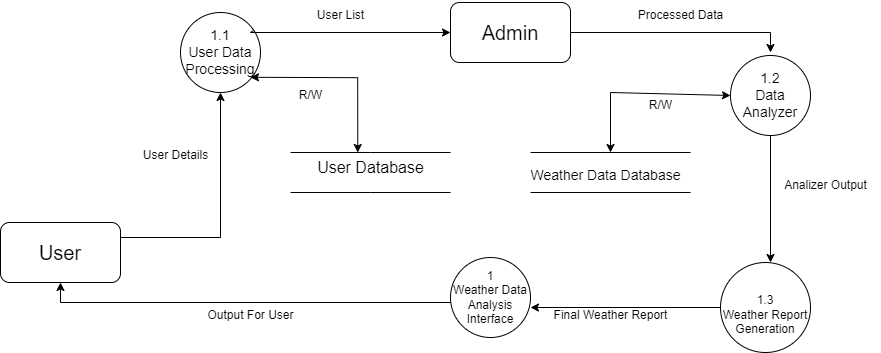 User List
Processed Data
1.1
User Data
Processing
Admin
1.2
Data
Analyzer
R/W
R/W
User Details
User Database
Weather Data Database
Analizer Output
User
1
Weather Data
Analysis
Interface
1.3
Weather Report
Generation
Output For User
Final Weather Report